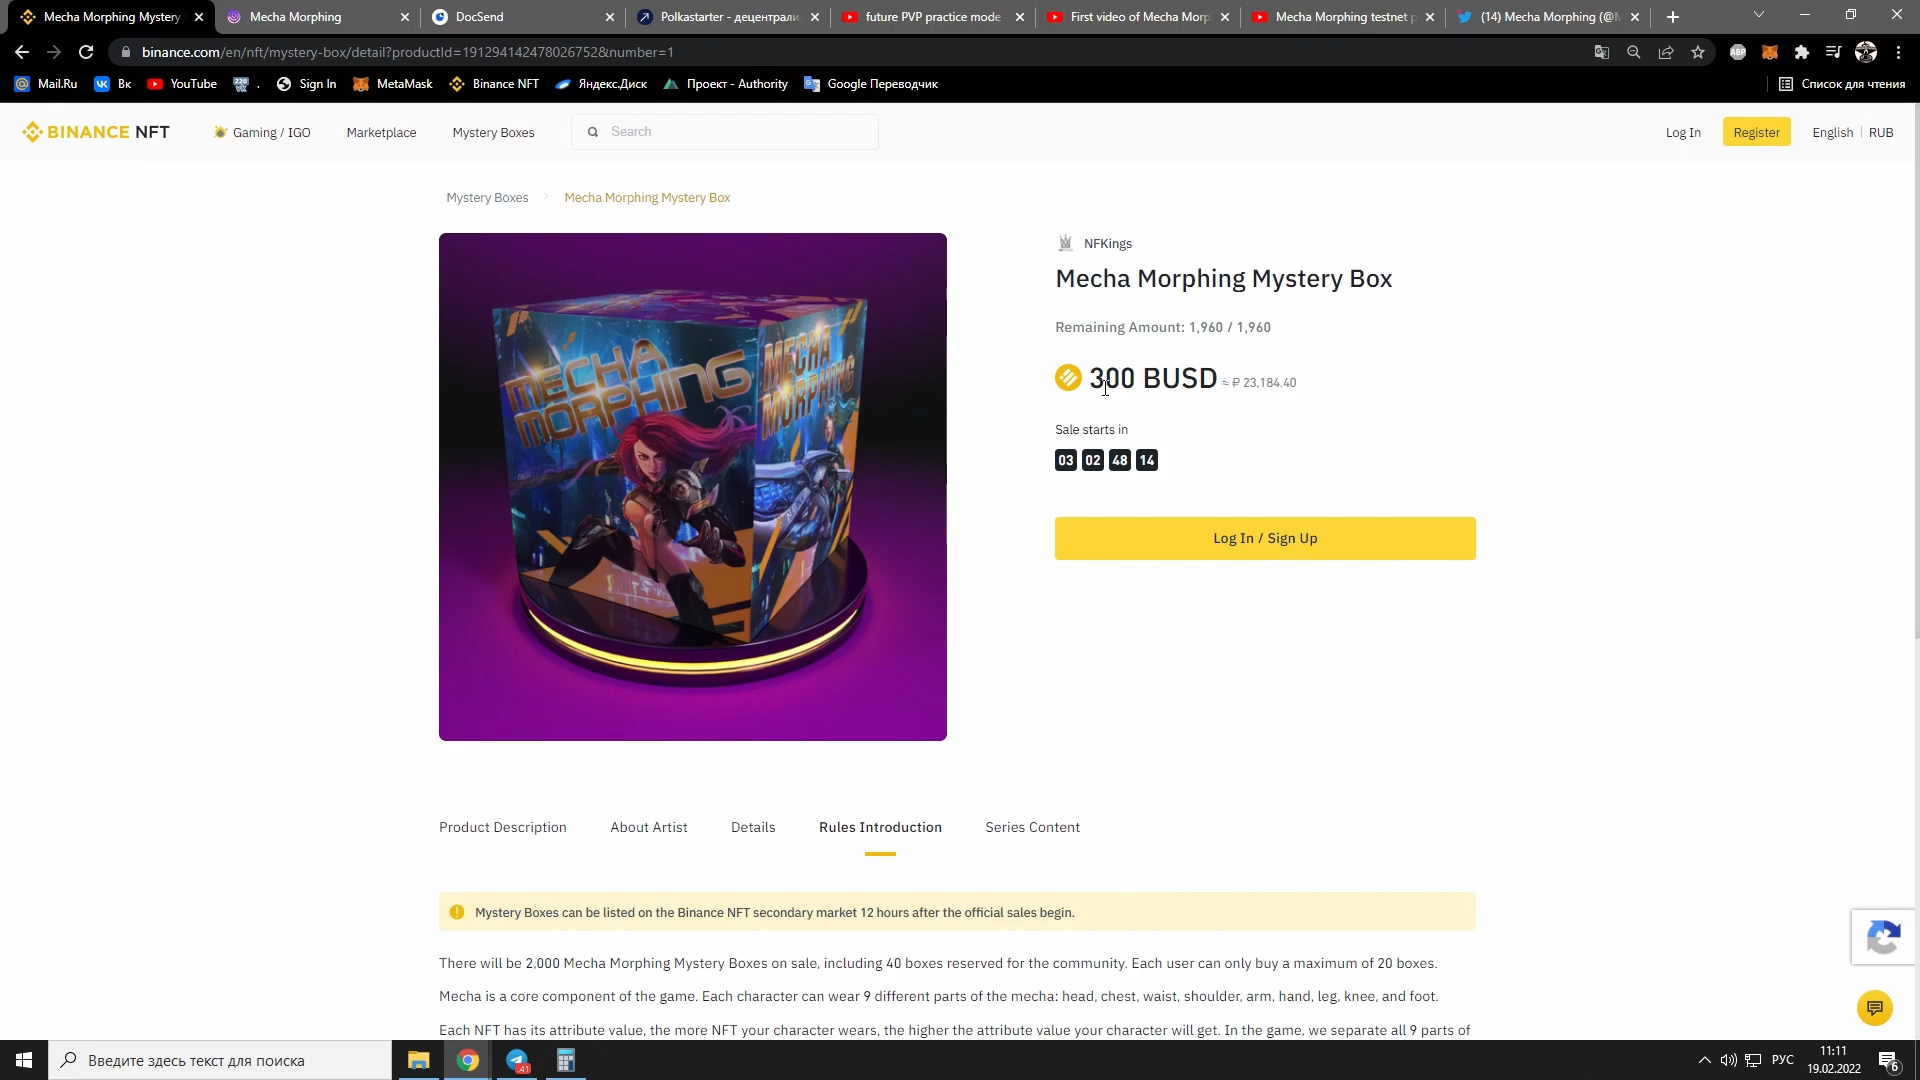 Mecha Morphing Mystery
Mecha Morphing
DocSend
Polkastarter - децентрали
future PVP practice mode
First video of Mecha Morp
Mecha Morphing testnet p
(14) Mecha Morphing (@M
binance.com/en/nft/mystery-box/detail?productId=191294142478026752&number=1
ABP
Mail.Ru
Вк
YouTube
.
Sign In
MetaMask
Binance NFT
Яндекс.Диск
Проект - Authority
Google Переводчик
Список для чтения
BINANCE NFT
Gaming / IGO
Marketplace
Mystery Boxes
Search
Log In
Register
English | RUB
Mystery Boxes
Mecha Morphing Mystery Box
MECHA MORPHING
MECHA MORPHING
NFKings
Mecha Morphing Mystery Box
Remaining Amount: 1,960 / 1,960
300 BUSD ≈ ₽ 23,184.40
Sale starts in
03 02 48 14
Log In / Sign Up
Product Description
About Artist
Details
Rules Introduction
Series Content
Mystery Boxes can be listed on the Binance NFT secondary market 12 hours after the official sales begin.
There will be 2,000 Mecha Morphing Mystery Boxes on sale, including 40 boxes reserved for the community. Each user can only buy a maximum of 20 boxes.
Mecha is a core component of the game. Each character can wear 9 different parts of the mecha: head, chest, waist, shoulder, arm, hand, leg, knee, and foot.
Each NFT has its attribute value, the more NFT your character wears, the higher the attribute value your character will get. In the game, we separate all 9 parts of
Введите здесь текст для поиска
41
РУС
11:11
19.02.2022
6